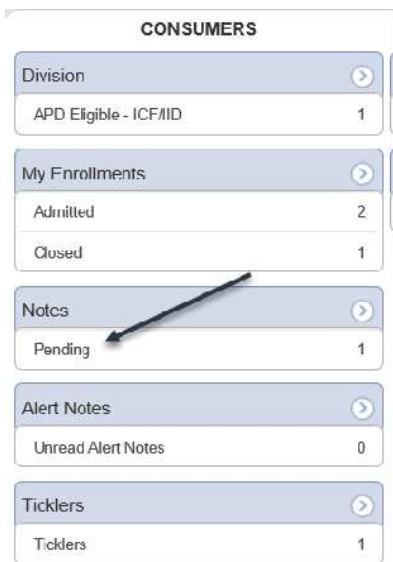 CONSUMERS
Division
APD Eligible - ICF/IID 1
My Enrollments
Admitted 2
Closed 1
Notes
Pending 1
Alert Notes
Unread Alert Notes 0
Ticklers
Ticklers 1